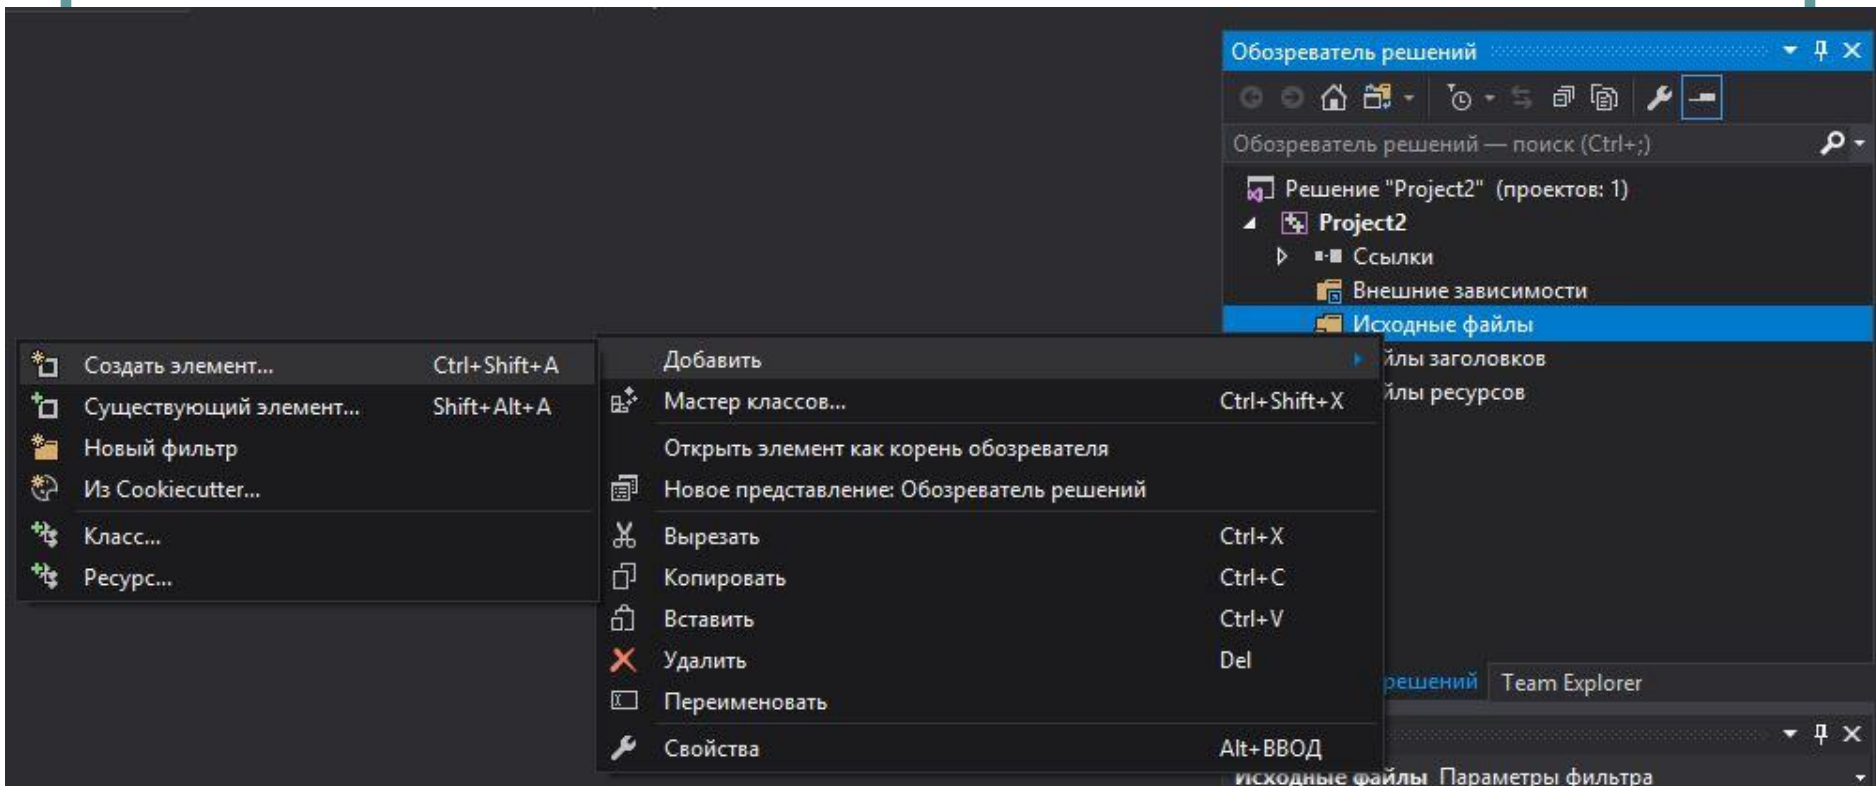 Обозреватель решений
Обозреватель решений — поиск (Ctrl+;)
Решение "Project2" (проектов: 1)
Project2
Ссылки
Внешние зависимости
Исходные файлы
йлы заголовков
йлы ресурсов
Создать элемент... Ctrl+Shift+A
Существующий элемент... Shift+Alt+A
Новый фильтр
Из Cookiecutter...
Класс...
Ресурс...
Добавить
Мастер классов... Ctrl+Shift+X
Открыть элемент как корень обозревателя
Новое представление: Обозреватель решений
Вырезать Ctrl+X
Копировать Ctrl+C
Вставить Ctrl+V
Удалить Del
Переименовать
Свойства Alt+ВВОД
решений Team Explorer
Исходные файлы Параметры фильтра